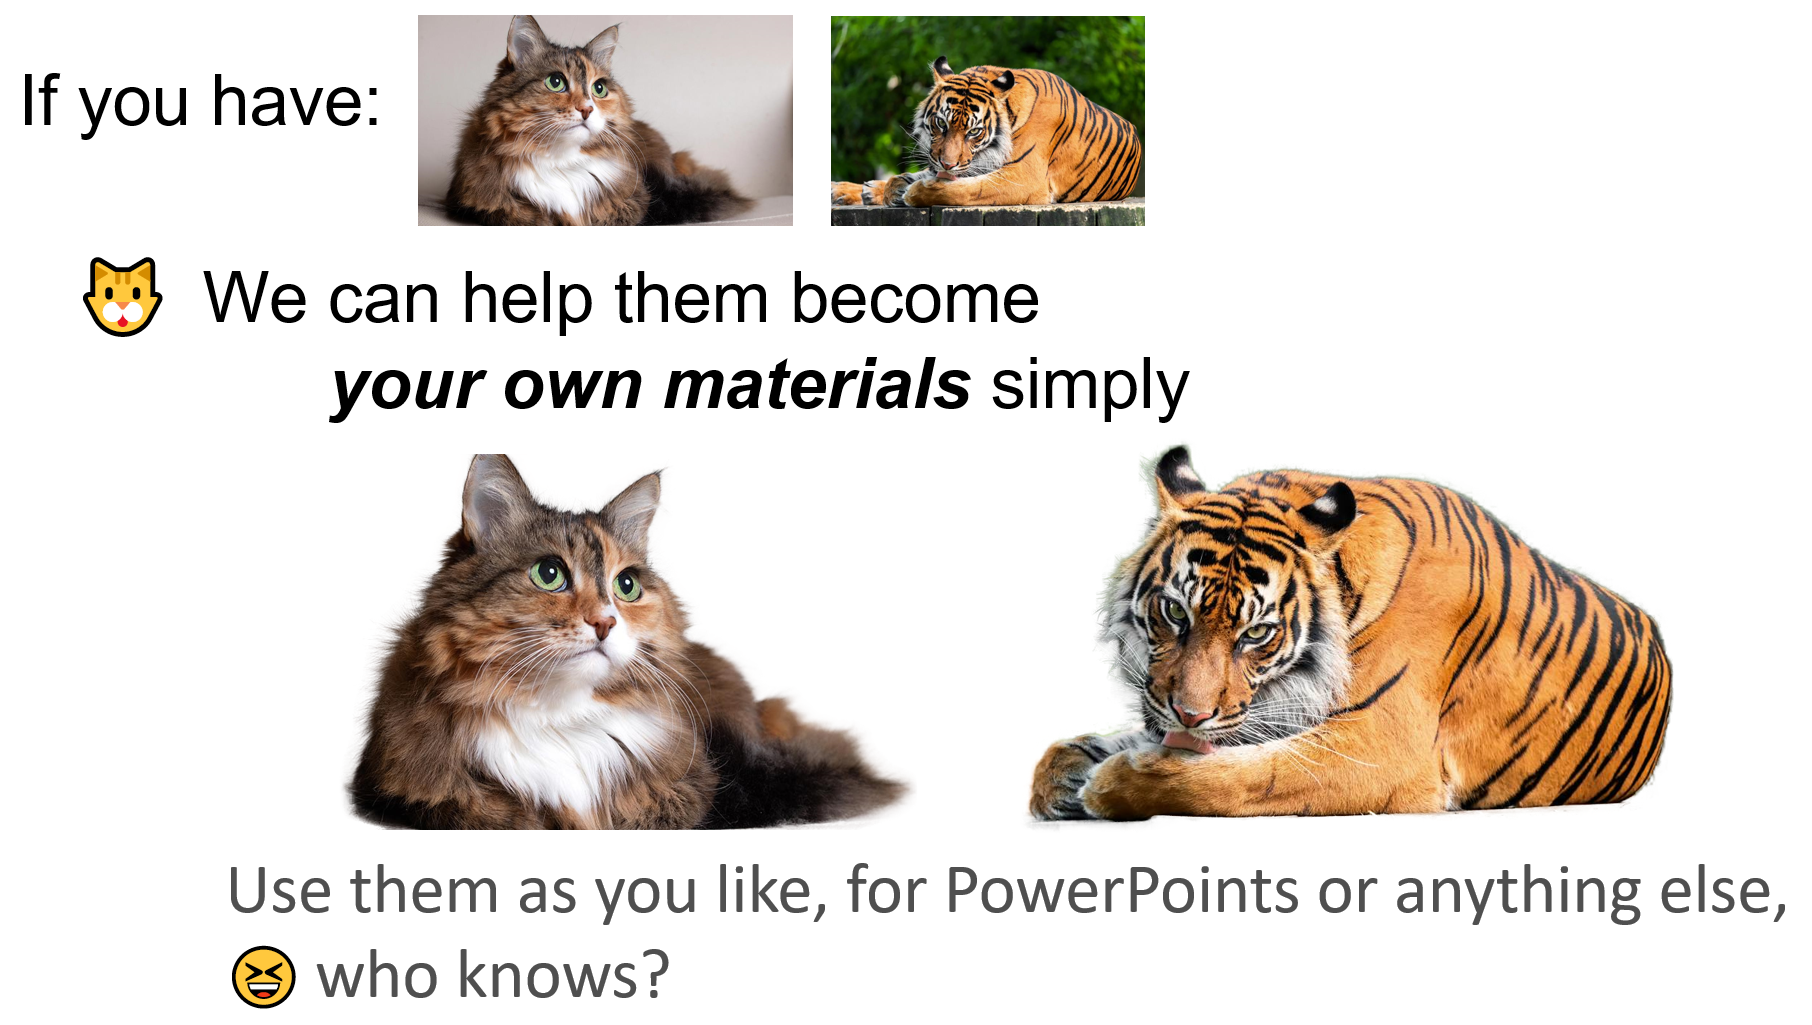 If you have:
We can help them become
your own materials simply
Use them as you like, for PowerPoints or anything else,
who knows?